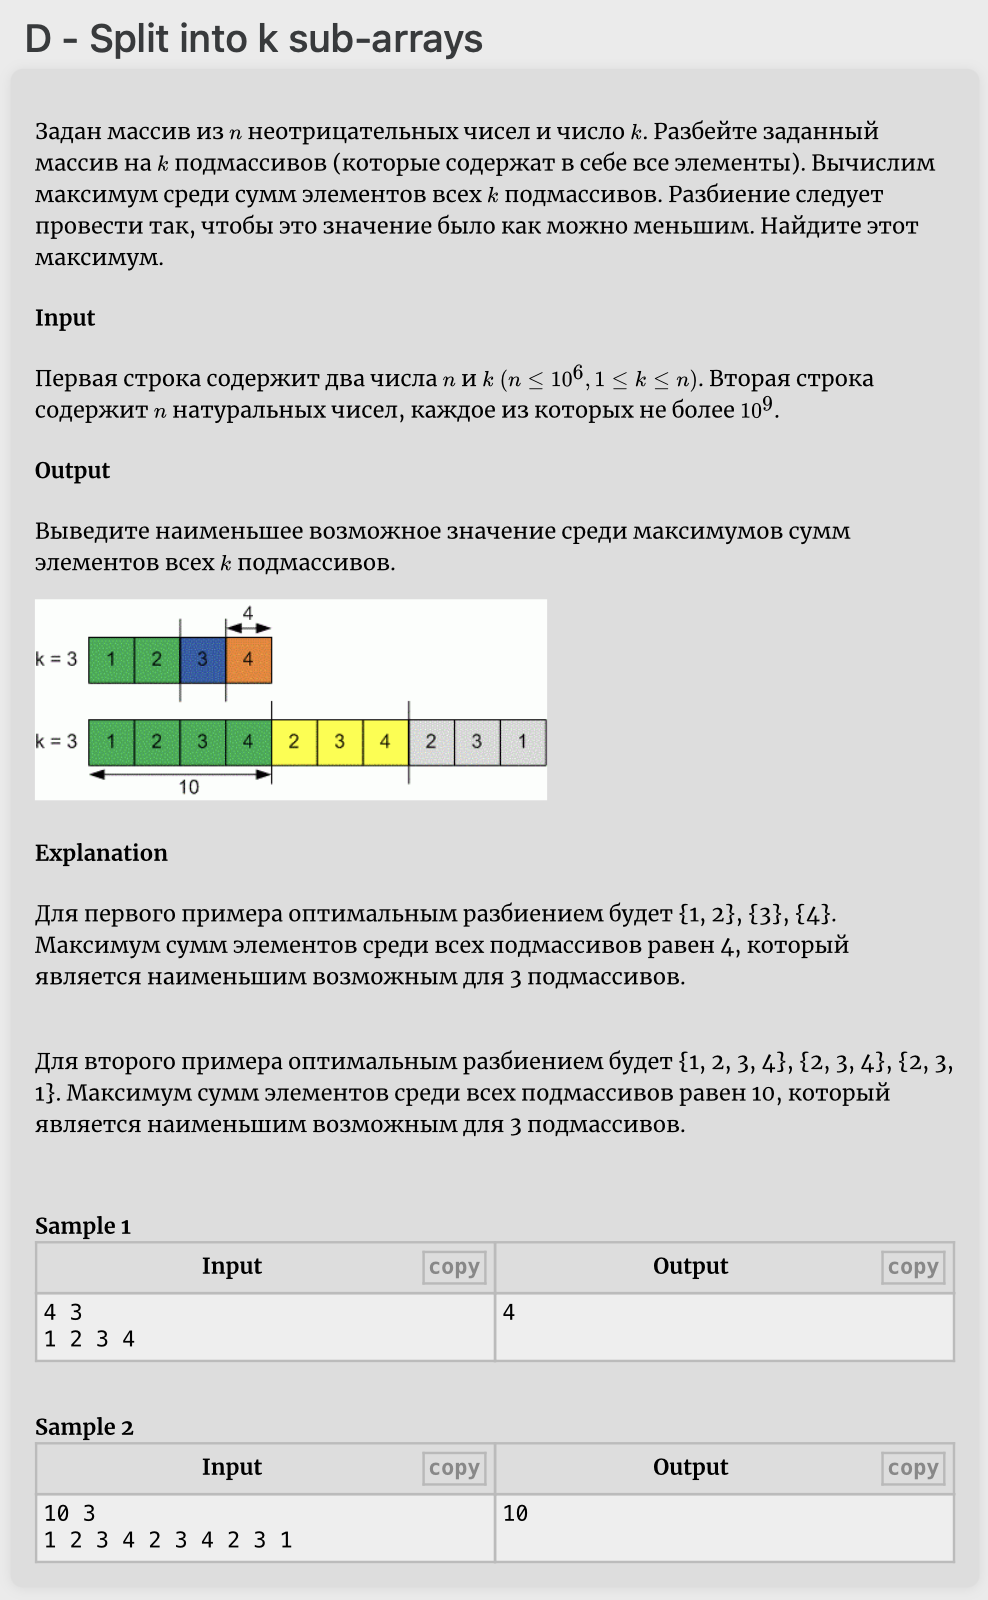 D - Split into k sub-arrays
Задан массив из n неотрицательных чисел и число k. Разбейте заданный
массив на k подмассивов (которые содержат в себе все элементы). Вычислим
максимум среди сумм элементов всех k подмассивов. Разбиение следует
провести так, чтобы это значение было как можно меньшим. Найдите этот
максимум.
Input
Первая строка содержит два числа n и k (n ≤ 10⁶, 1 ≤ k ≤ n). Вторая строка
содержит n натуральных чисел, каждое из которых не более 10⁹.
Output
Выведите наименьшее возможное значение среди максимумов сумм
элементов всех k подмассивов.
4
k = 3 1 2 3 4
k = 3 1 2 3 4 2 3 4 2 3 1
10
Explanation
Для первого примера оптимальным разбиением будет {1, 2}, {3}, {4}.
Максимум сумм элементов среди всех подмассивов равен 4, который
является наименьшим возможным для 3 подмассивов.
Для второго примера оптимальным разбиением будет {1, 2, 3, 4}, {2, 3, 4}, {2, 3,
1}. Максимум сумм элементов среди всех подмассивов равен 10, который
является наименьшим возможным для 3 подмассивов.
Sample 1
Input copy Output copy
4 3 4
1 2 3 4
Sample 2
Input copy Output copy
10 3 10
1 2 3 4 2 3 4 2 3 1